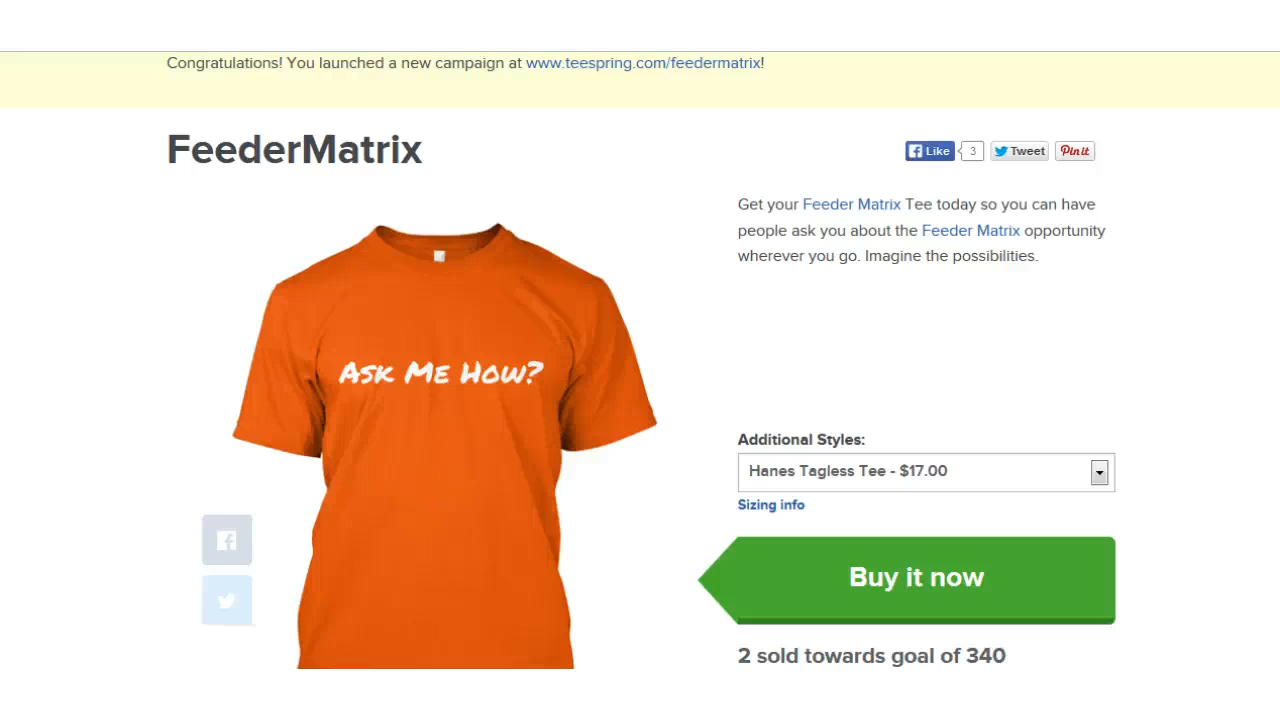 Congratulations! You launched a new campaign at www.teespring.com/feedermatrix!
FeederMatrix
Like
3
Tweet
Pin it
Get your Feeder Matrix Tee today so you can have
people ask you about the Feeder Matrix opportunity
wherever you go. Imagine the possibilities.
Ask Me How?
Additional Styles:
Hanes Tagless Tee - $17.00
Sizing info
Buy it now
2 sold towards goal of 340